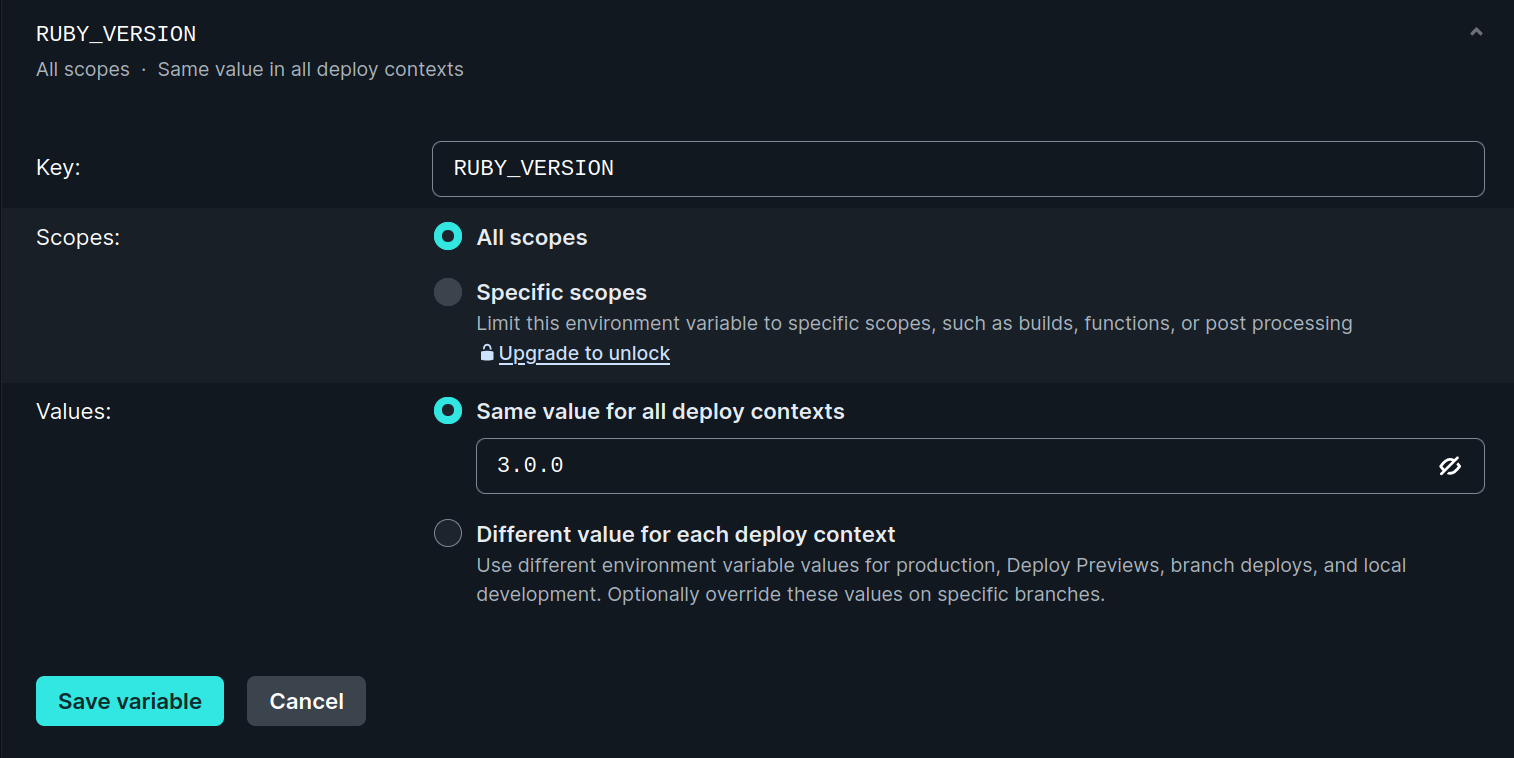 RUBY_VERSION
All scopes · Same value in all deploy contexts
Key:
RUBY_VERSION
Scopes:
All scopes
Specific scopes
Limit this environment variable to specific scopes, such as builds, functions, or post processing
Upgrade to unlock
Values:
Same value for all deploy contexts
3.0.0
Different value for each deploy context
Use different environment variable values for production, Deploy Previews, branch deploys, and local
development. Optionally override these values on specific branches.
Save variable
Cancel